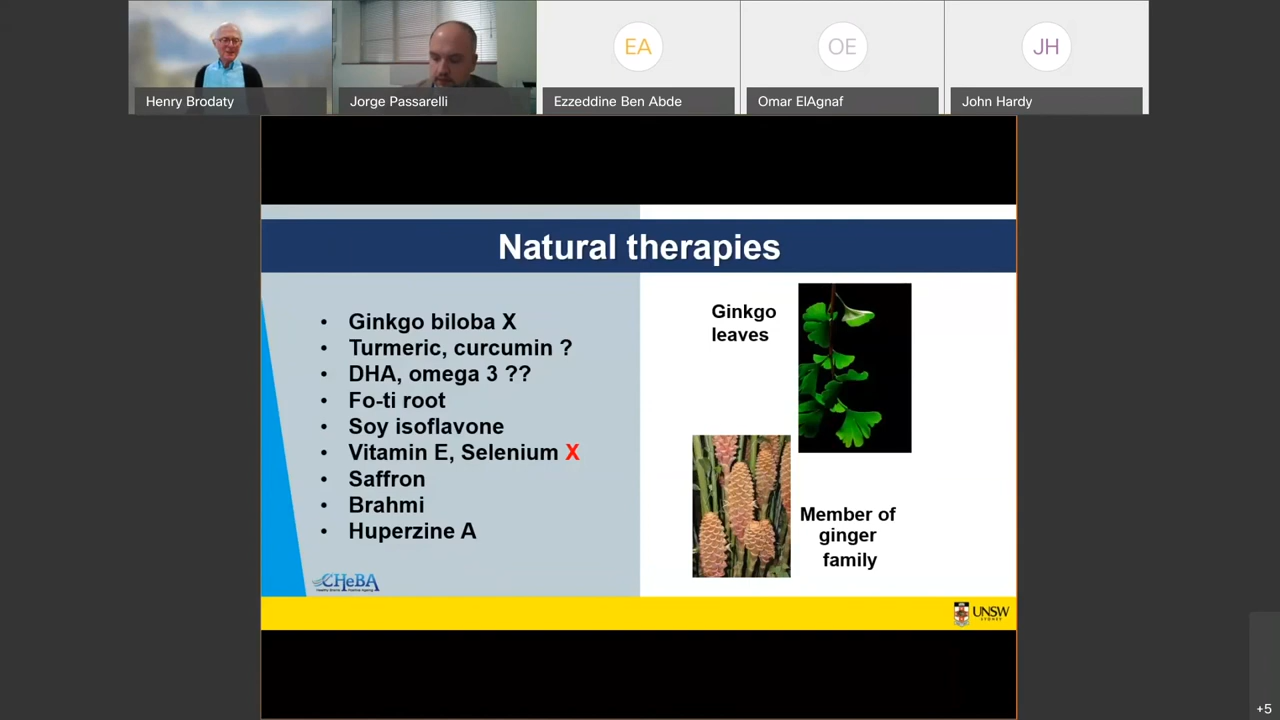 EA
OE
JH
Henry Brodaty
Jorge Passarelli
Ezzeddine Ben Abde
Omar ElAgnaf
John Hardy
Natural therapies
• Ginkgo biloba X
• Turmeric, curcumin ?
• DHA, omega 3 ??
• Fo-ti root
• Soy isoflavone
• Vitamin E, Selenium X
• Saffron
• Brahmi
• Huperzine A
Ginkgo
leaves
Member of
ginger
family
CHeBA
UNSW
SYDNEY
+5